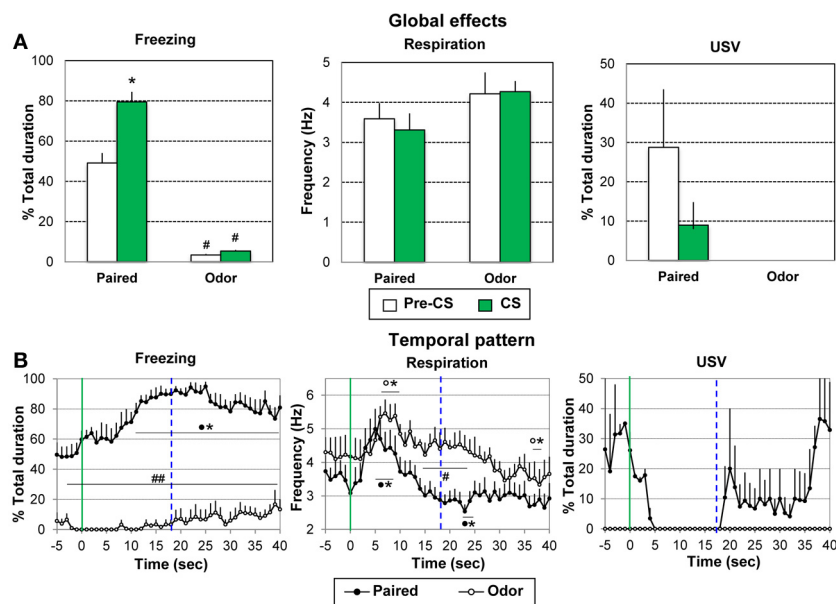 Global effects
A
Freezing
Respiration
USV
% Total duration
100
80
60
40
20
0
*
#
#
Paired
Odor
Frequency (Hz)
5
4
3
2
1
0
Paired
Odor
% Total duration
50
40
30
20
10
0
Paired
Odor
Pre-CS
CS
Temporal pattern
B
Freezing
Respiration
USV
% Total duration
100
80
60
40
20
0
●*
##
-5 0 5 10 15 20 25 30 35 40
Time (sec)
Frequency (Hz)
6
5
4
3
2
○*
○*
#
●*
●*
-5 0 5 10 15 20 25 30 35 40
Time (sec)
% Total duration
50
40
30
20
10
0
-5 0 5 10 15 20 25 30 35 40
Time (sec)
Paired
Odor